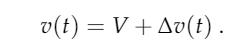 v(t) = V + Δv(t) .